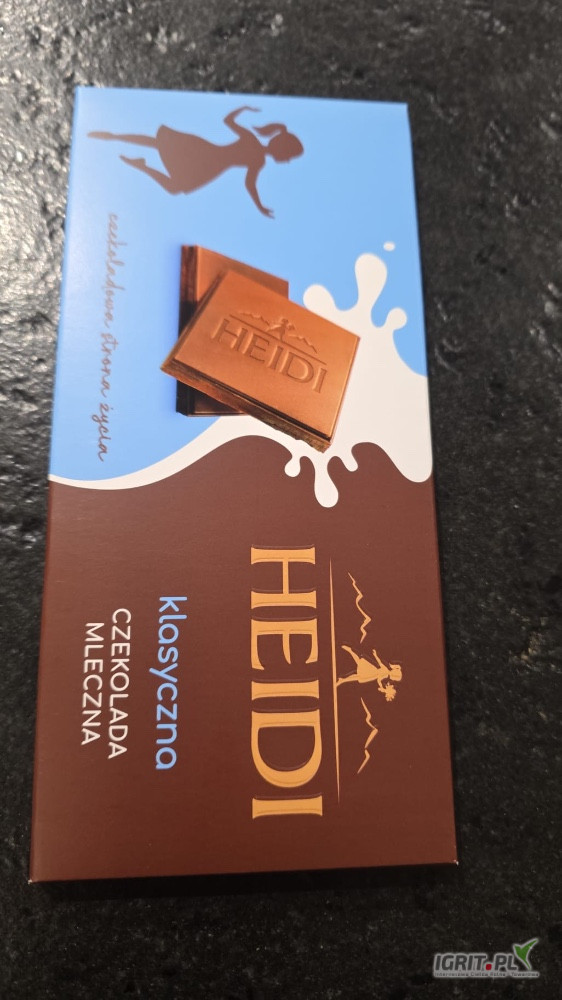 czekoladowa strona życia
HEIDI
HEIDI
klasyczna
CZEKOLADA
MLECZNA
IGRIT.PL